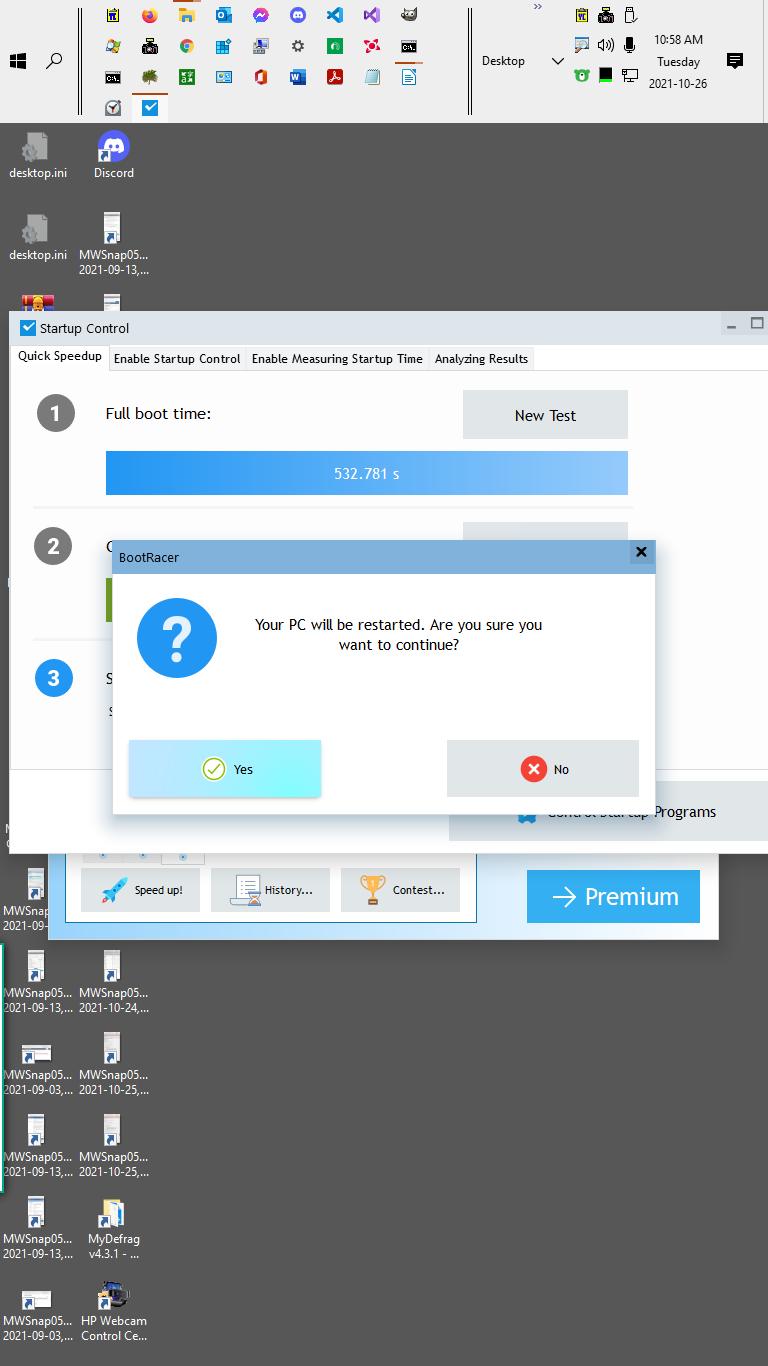 »
Desktop
10:58 AM
Tuesday
2021-10-26
desktop.ini
Discord
desktop.ini
MWSnap05...
2021-09-13,...
Startup Control
Quick Speedup
Enable Startup Control
Enable Measuring Startup Time
Analyzing Results
1
Full boot time:
New Test
532.781 s
2
BootRacer
?
Your PC will be restarted. Are you sure you
want to continue?
3
Yes
No
Control Startup Programs
Speed up!
History...
Contest...
Premium
MWSnap
2021-09-
MWSnap05...
2021-09-13,...
MWSnap05...
2021-10-24,...
MWSnap05...
2021-09-03,...
MWSnap05...
2021-10-25,...
MWSnap05...
2021-09-13,...
MWSnap05...
2021-10-25,...
MWSnap05...
2021-09-13,...
MyDefrag
v4.3.1 - ...
MWSnap05...
2021-09-03,...
HP Webcam
Control Ce...